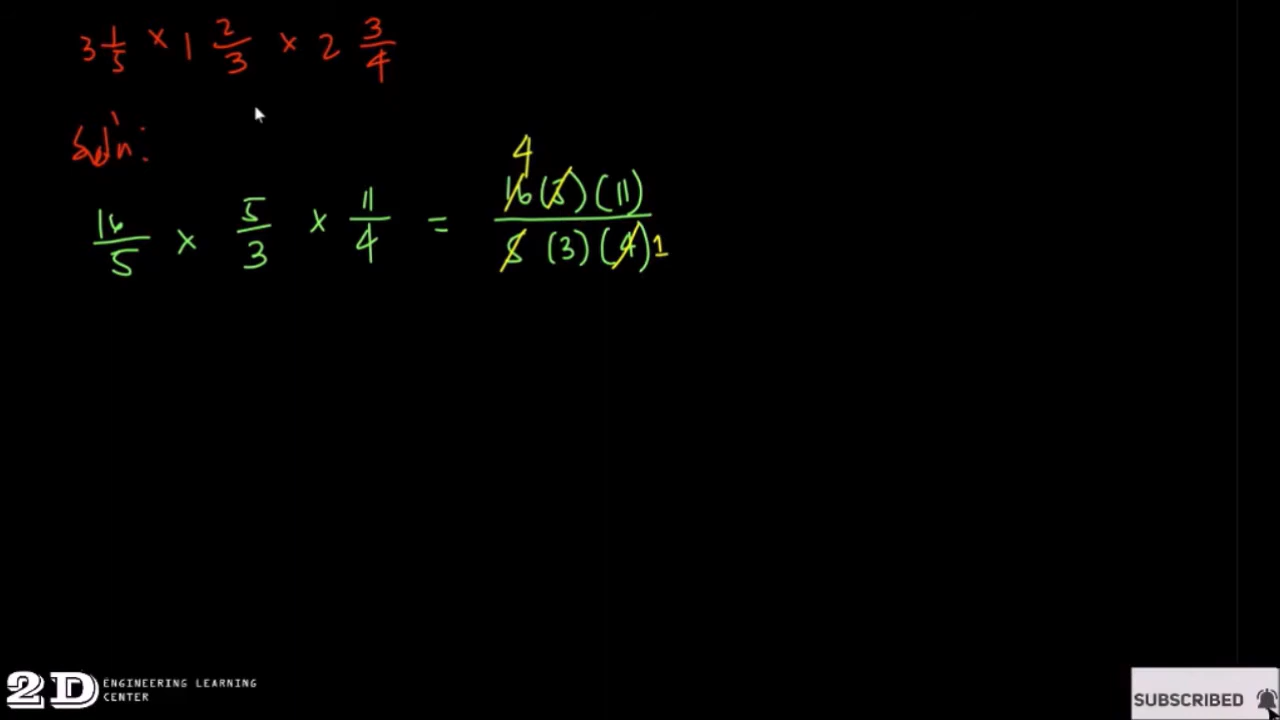 3 1/5 × 1 2/3 × 2 3/4
Sol'n:
16/5 × 5/3 × 11/4 = 16(5)(11)/5(3)(4)
4
1
2D ENGINEERING LEARNING
CENTER
SUBSCRIBED